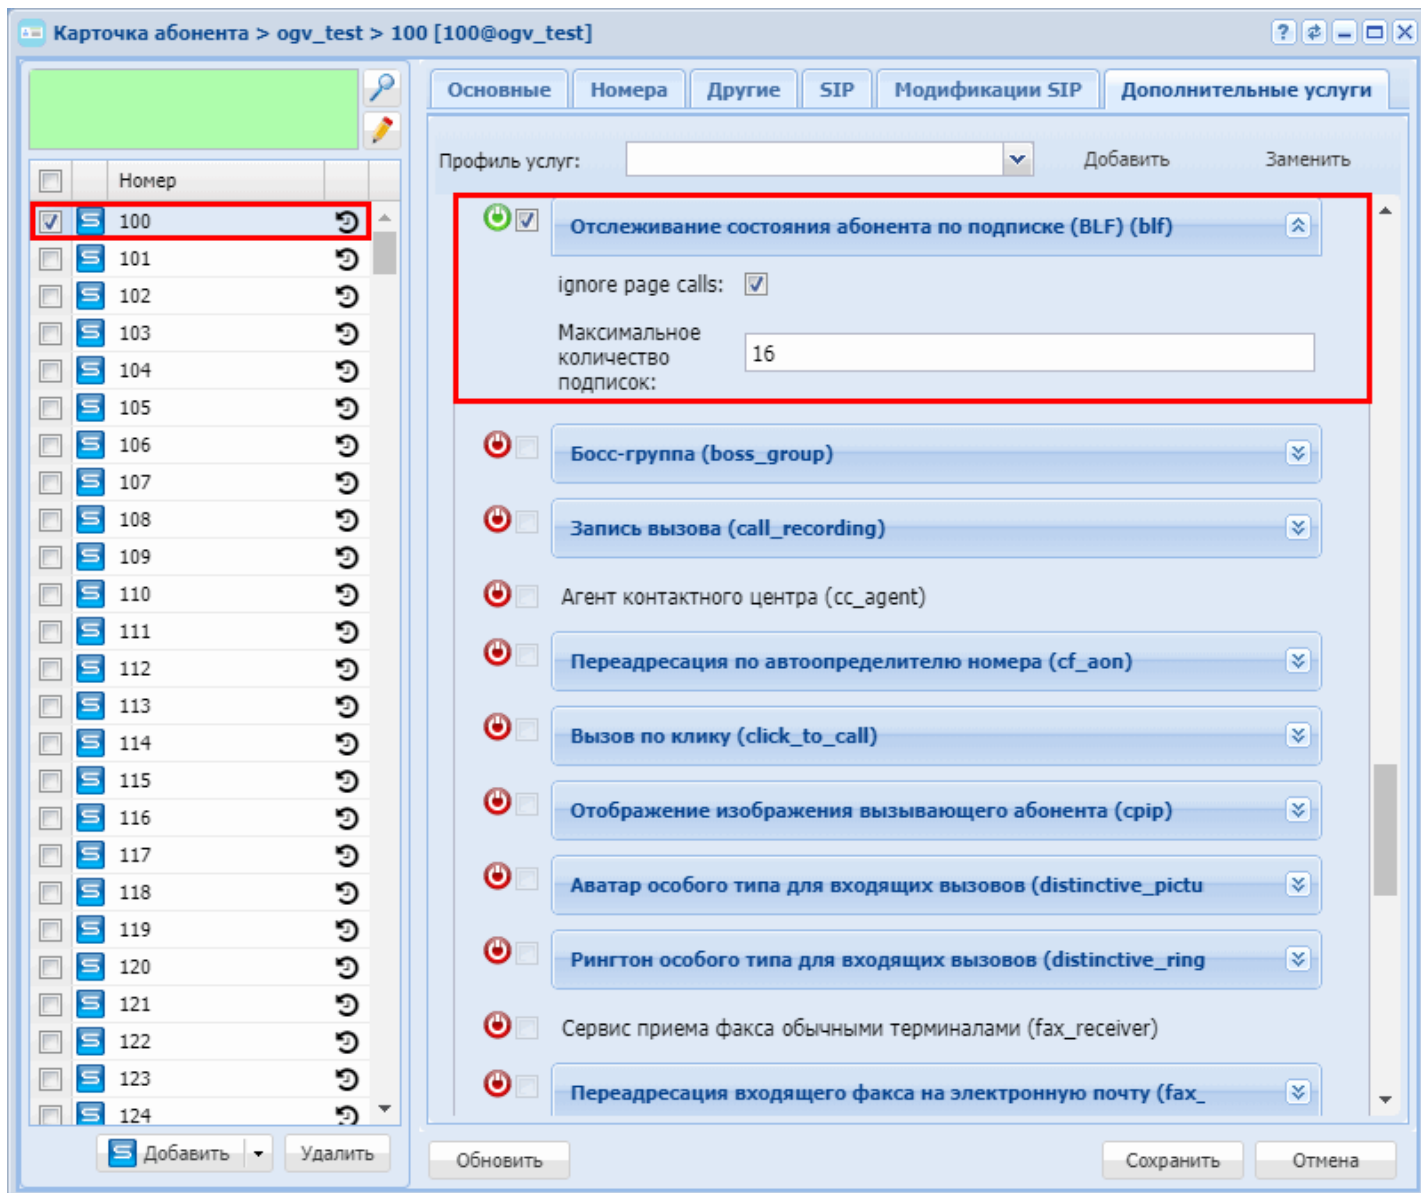 Карточка абонента > ogv_test > 100 [100@ogv_test]
Номер
100
101
102
103
104
105
106
107
108
109
110
111
112
113
114
115
116
117
118
119
120
121
122
123
124
Добавить
Удалить
Основные
Номера
Другие
SIP
Модификации SIP
Дополнительные услуги
Профиль услуг:
Добавить
Заменить
Отслеживание состояния абонента по подписке (BLF) (blf)
ignore page calls:
Максимальное
количество
подписок:
16
Босс-группа (boss_group)
Запись вызова (call_recording)
Агент контактного центра (cc_agent)
Переадресация по автоопределителю номера (cf_aon)
Вызов по клику (click_to_call)
Отображение изображения вызывающего абонента (cpip)
Аватар особого типа для входящих вызовов (distinctive_pictu
Рингтон особого типа для входящих вызовов (distinctive_ring
Сервис приема факса обычными терминалами (fax_receiver)
Переадресация входящего факса на электронную почту (fax_
Обновить
Сохранить
Отмена